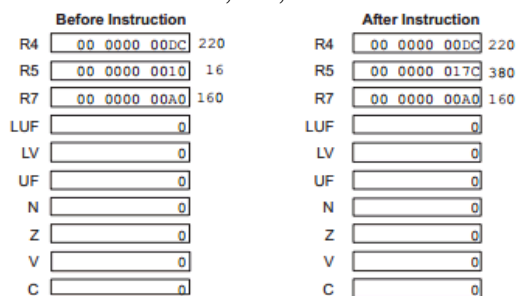 Before Instruction After Instruction
R4 00 0000 00DC 220 R4 00 0000 00DC 220
R5 00 0000 0010 16 R5 00 0000 017C 380
R7 00 0000 00A0 160 R7 00 0000 00A0 160
LUF 0 LUF 0
LV 0 LV 0
UF 0 UF 0
N 0 N 0
Z 0 Z 0
V 0 V 0
C 0 C 0